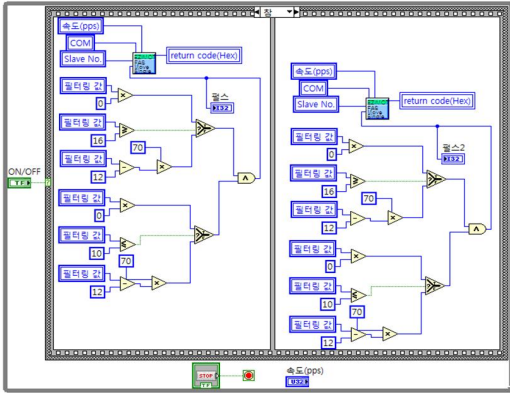 참
속도(pps)
COM
Slave No.
return code(Hex)
필터링 값
0
펄스
I32
필터링 값
16
70
필터링 값
12
필터링 값
0
필터링 값
10
70
필터링 값
12
ON/OFF
TF
속도(pps)
COM
Slave No.
return code(Hex)
필터링 값
0
펄스2
I32
필터링 값
16
70
필터링 값
12
필터링 값
0
필터링 값
10
70
필터링 값
12
STOP
TF
속도(pps)
U32